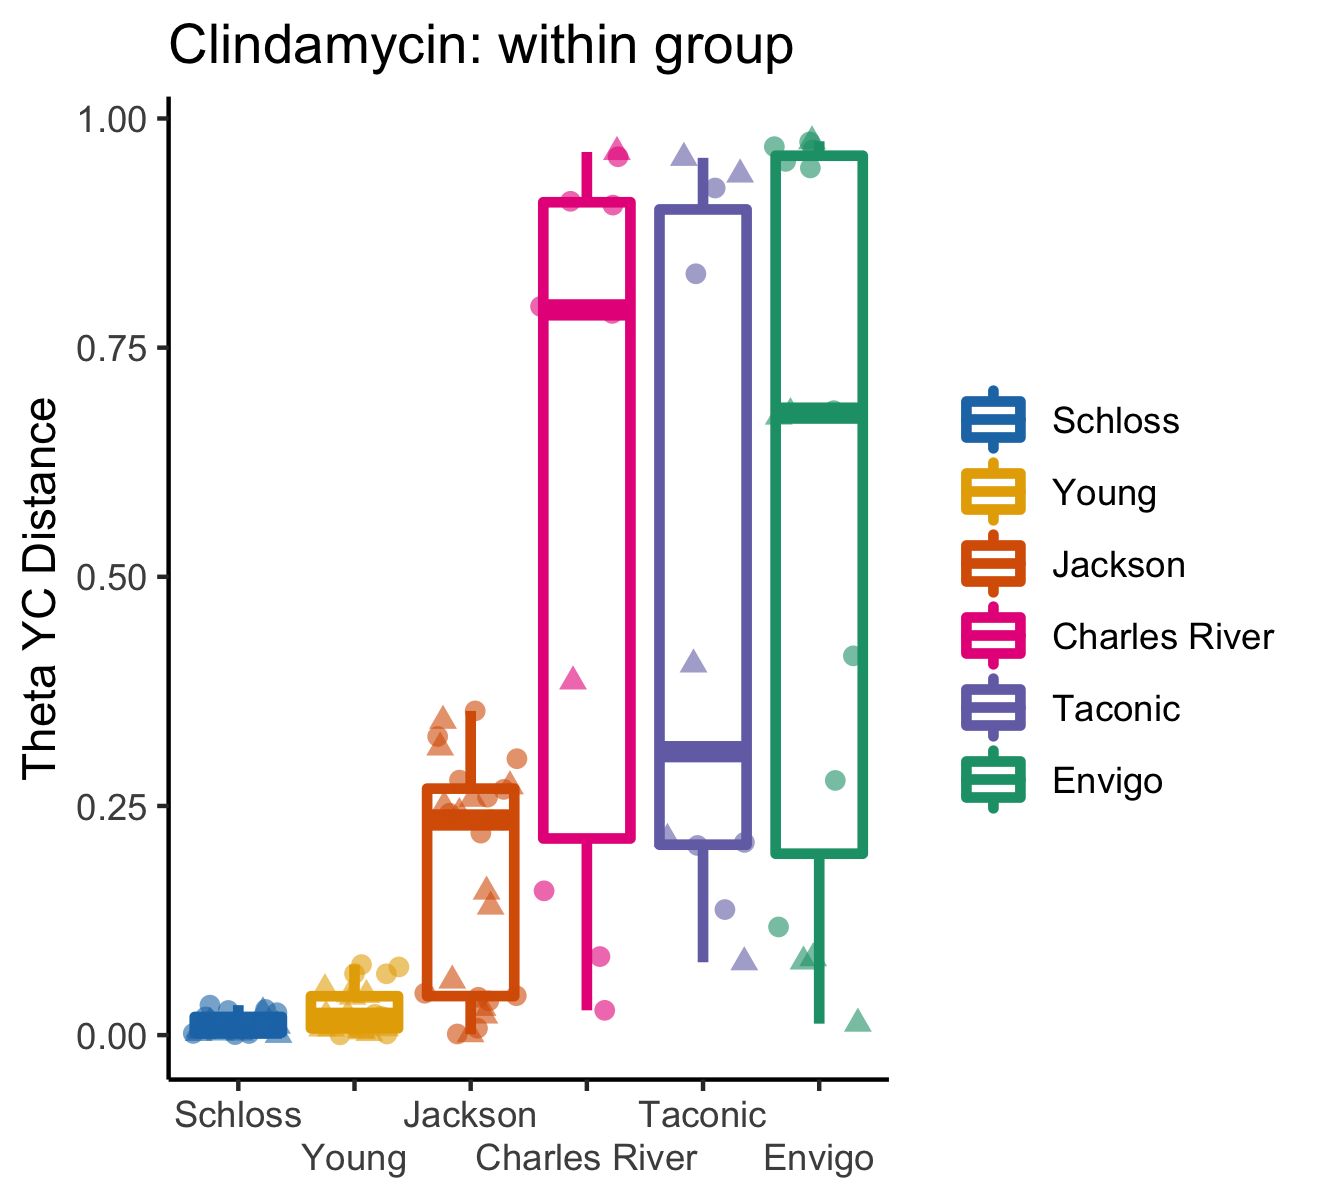 Clindamycin: within group
Theta YC Distance
1.00
0.75
0.50
0.25
0.00
Schloss
Young
Jackson
Charles River
Taconic
Envigo
Schloss
Young
Jackson
Charles River
Taconic
Envigo